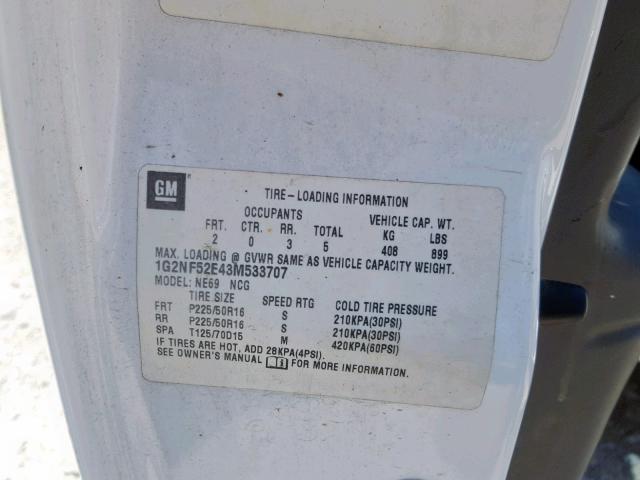 GM
TIRE-LOADING INFORMATION
OCCUPANTS VEHICLE CAP. WT.
FRT. CTR. RR. TOTAL KG LBS
2 0 3 5 408 899
MAX. LOADING @ GVWR SAME AS VEHICLE CAPACITY WEIGHT.
1G2NF52E43M533707
MODEL: NE69 NCG
TIRE SIZE SPEED RTG COLD TIRE PRESSURE
FRT P225/50R16 S 210KPA(30PSI)
RR P225/50R16 S 210KPA(30PSI)
SPA T125/70D15 M 420KPA(60PSI)
IF TIRES ARE HOT, ADD 28KPA(4PSI).
SEE OWNER'S MANUAL FOR MORE INFORMATION